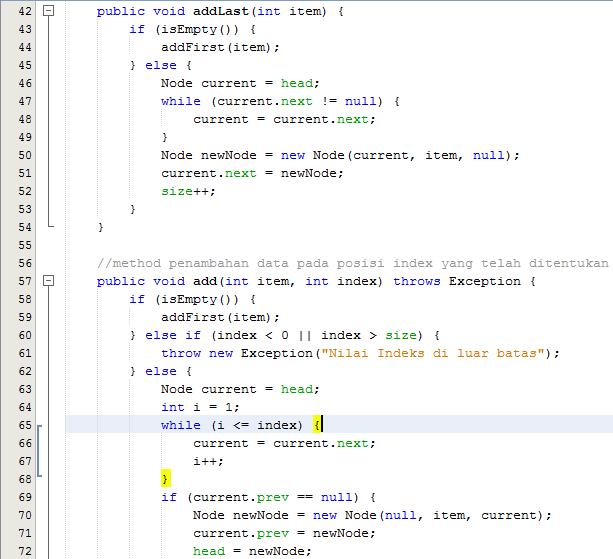 42 public void addLast(int item) {
43 if (isEmpty()) {
44 addFirst(item);
45 } else {
46 Node current = head;
47 while (current.next != null) {
48 current = current.next;
49 }
50 Node newNode = new Node(current, item, null);
51 current.next = newNode;
52 size++;
53 }
54 }
55
56 //method penambahan data pada posisi index yang telah ditentukan
57 public void add(int item, int index) throws Exception {
58 if (isEmpty()) {
59 addFirst(item);
60 } else if (index < 0 || index > size) {
61 throw new Exception("Nilai Indeks di luar batas");
62 } else {
63 Node current = head;
64 int i = 1;
65 while (i <= index) {
66 current = current.next;
67 i++;
68 }
69 if (current.prev == null) {
70 Node newNode = new Node(null, item, current);
71 current.prev = newNode;
72 head = newNode;